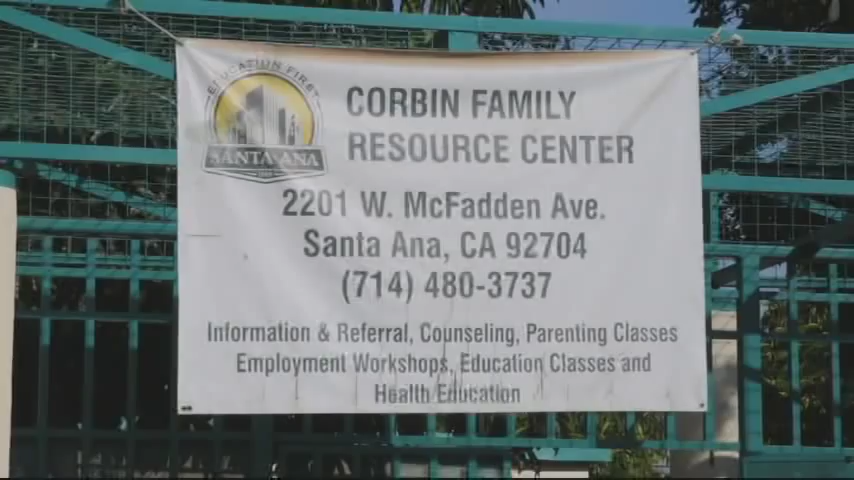 EDUCATION FIRST
SANTA ANA
CORBIN FAMILY
RESOURCE CENTER
2201 W. McFadden Ave.
Santa Ana, CA 92704
(714) 480-3737
Information & Referral, Counseling, Parenting Classes
Employment Workshops, Education Classes and
Health Education